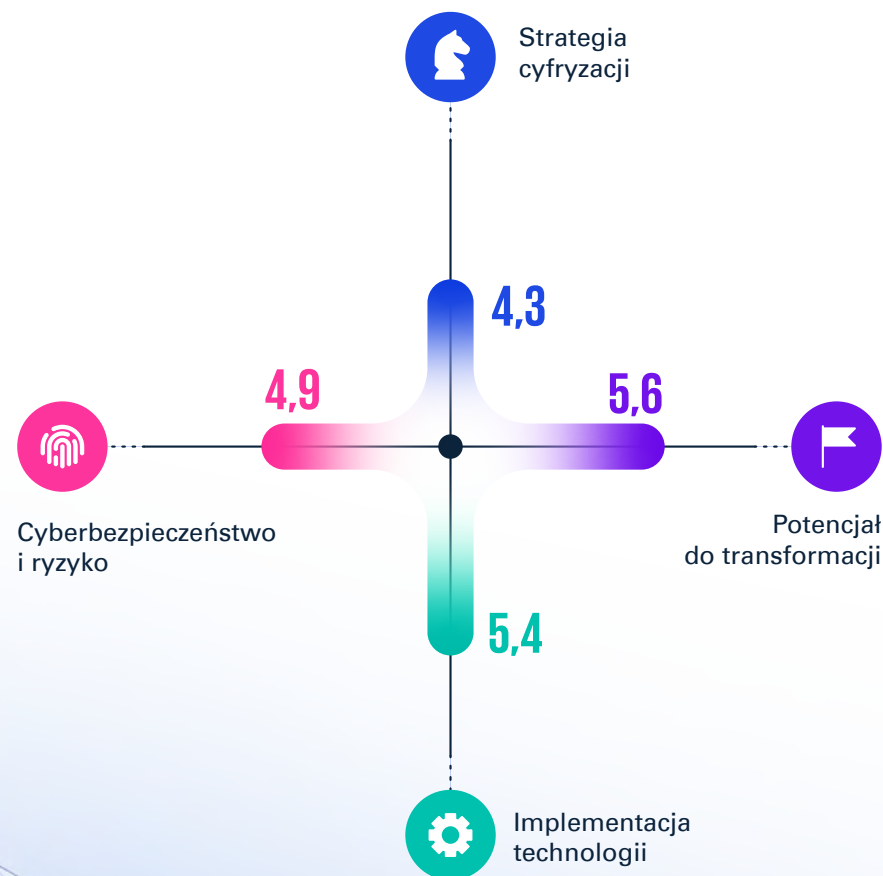 Strategia
cyfryzacji
4,3
4,9
5,6
Cyberbezpieczeństwo
i ryzyko
Potencjał
do transformacji
5,4
Implementacja
technologii